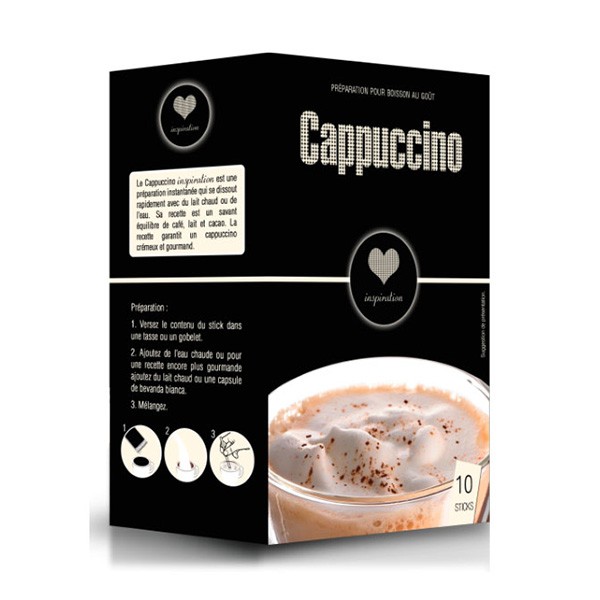 inspiration
Le Cappuccino inspiration est une
préparation instantanée qui se dissout
rapidement avec du lait chaud ou de
l'eau. Sa recette est un savant
équilibre de café, lait et cacao. La
recette garantit un cappuccino
crémeux et gourmand.
Préparation :
1. Versez le contenu du stick dans
une tasse ou un gobelet.
2. Ajoutez de l'eau chaude ou pour
une recette encore plus gourmande
ajoutez du lait chaud ou une capsule
de bevanda bianca.
3. Mélangez.
1 2 3
PRÉPARATION POUR BOISSON AU GOÛT
Cappuccino
inspiration
Suggestion de présentation.
10
STICKS